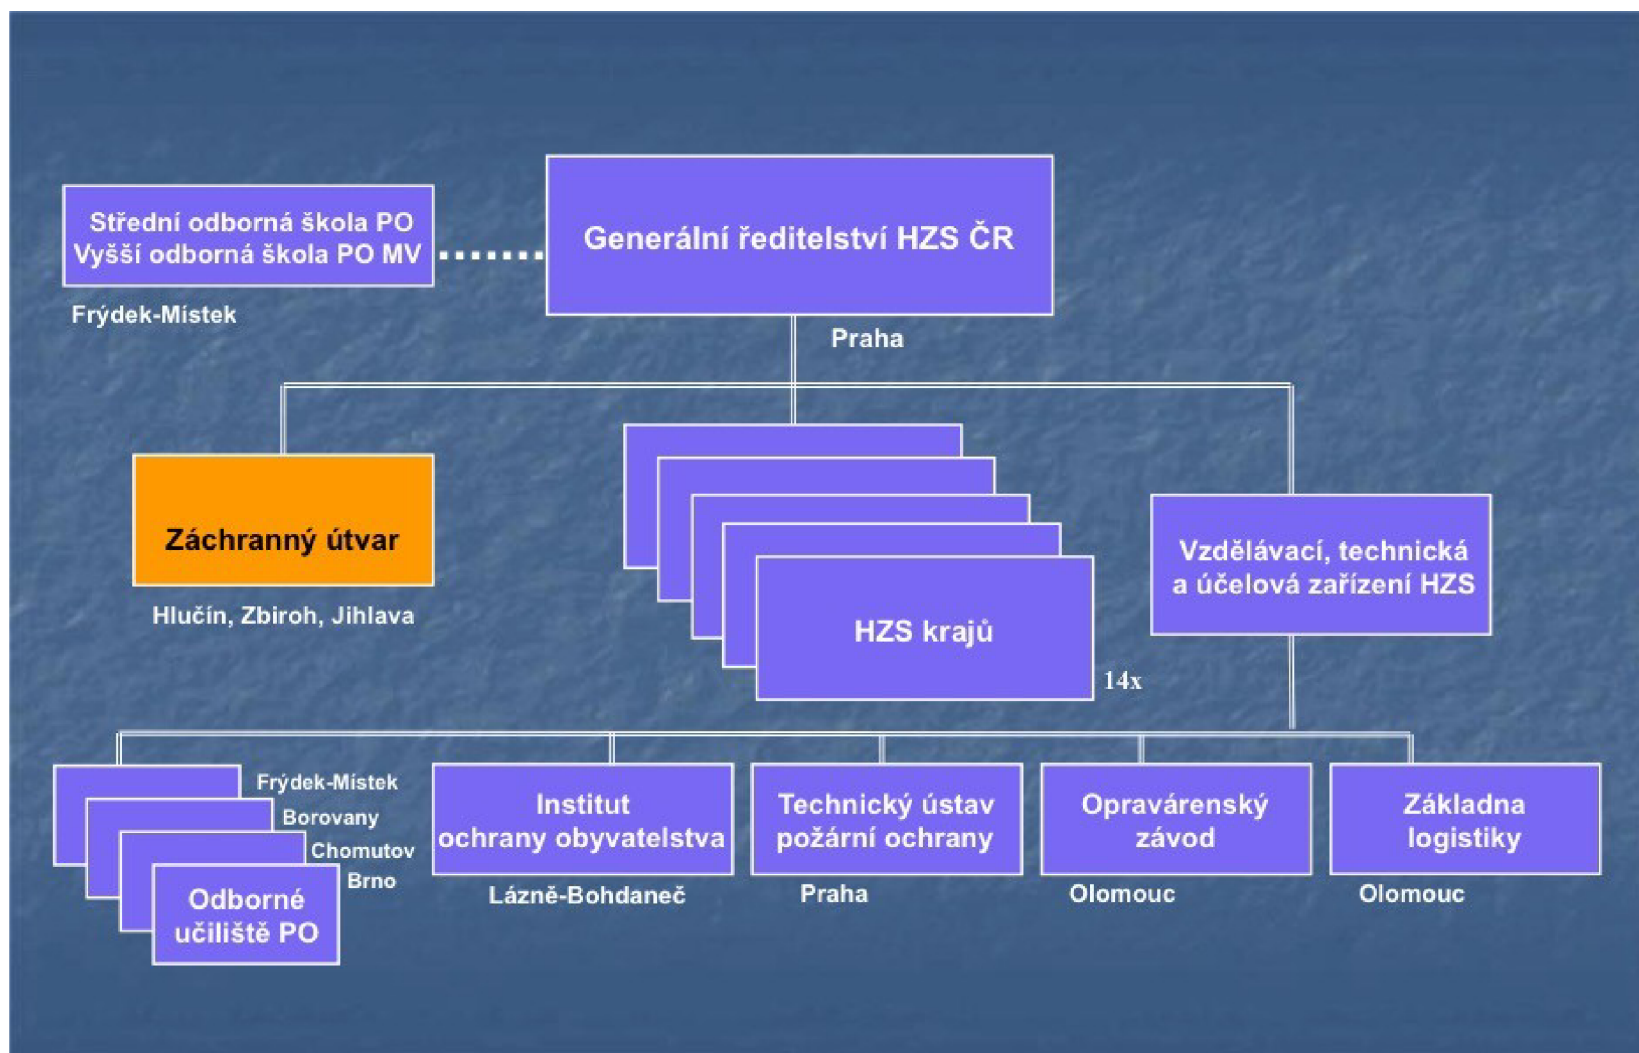 Střední odborná škola PO
Vyšší odborná škola PO MV
Frýdek-Místek
Generální ředitelství HZS ČR
Praha
Záchranný útvar
Hlučín, Zbiroh, Jihlava
HZS krajů
14x
Vzdělávací, technická
a účelová zařízení HZS
Frýdek-Místek
Borovany
Chomutov
Brno
Odborné
učiliště PO
Institut
ochrany obyvatelstva
Lázně-Bohdaneč
Technický ústav
požární ochrany
Praha
Opravárenský
závod
Olomouc
Základna
logistiky
Olomouc